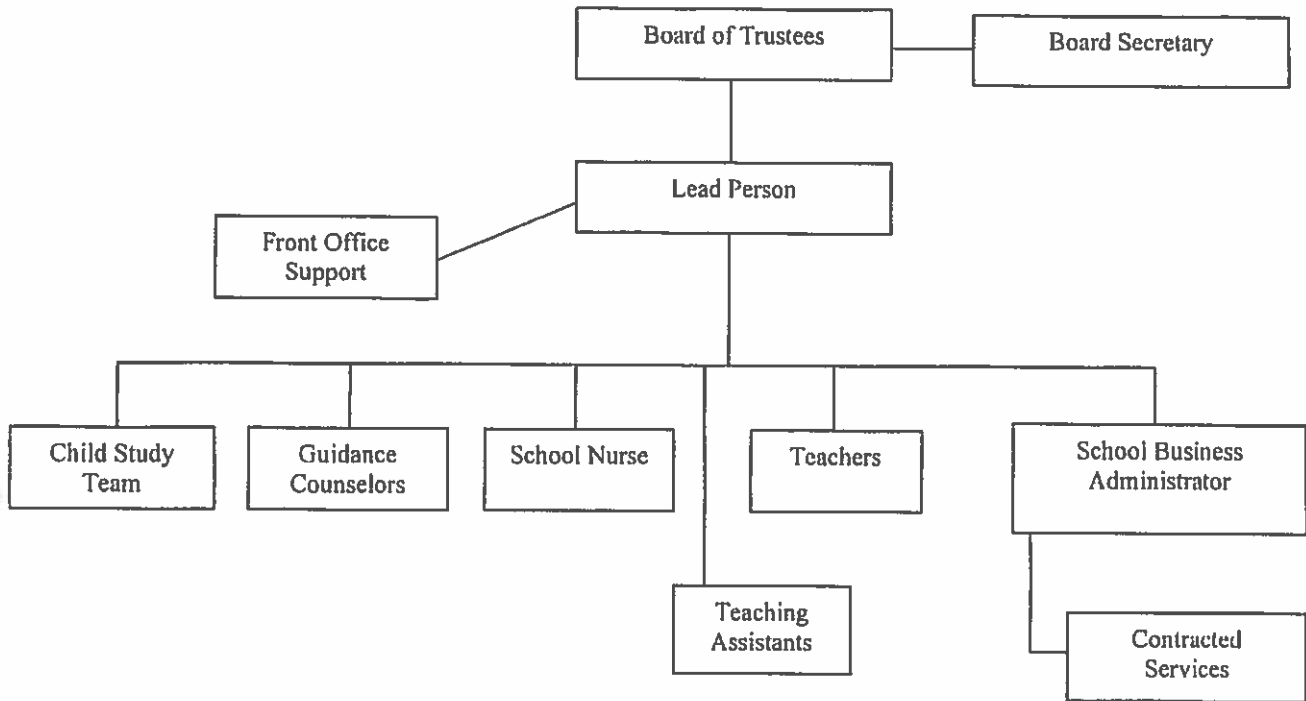 Board of Trustees
Board Secretary
Lead Person
Front Office
Support
Child Study
Team
Guidance
Counselors
School Nurse
Teachers
School Business
Administrator
Teaching
Assistants
Contracted
Services